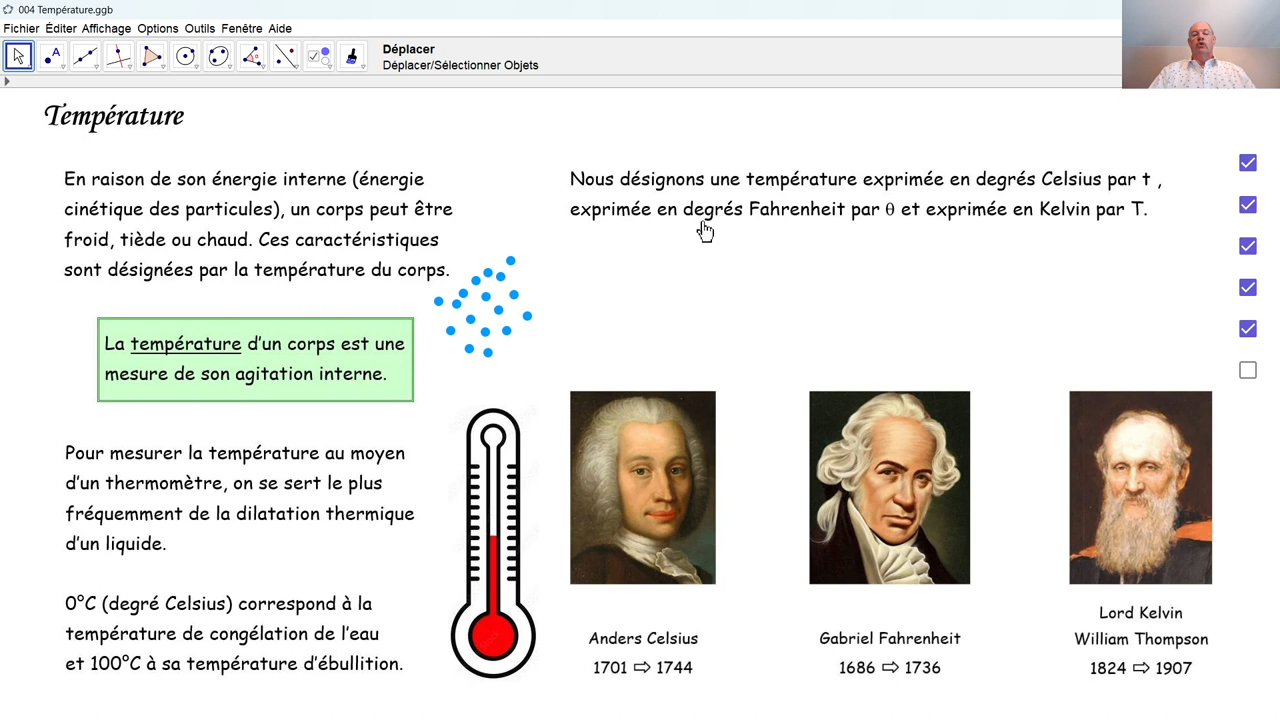 004 Température.ggb
Fichier Éditer Affichage Options Outils Fenêtre Aide
A
Déplacer
Déplacer/Sélectionner Objets
Température
En raison de son énergie interne (énergie
cinétique des particules), un corps peut être
froid, tiède ou chaud. Ces caractéristiques
sont désignées par la température du corps.
La température d'un corps est une
mesure de son agitation interne.
Pour mesurer la température au moyen
d'un thermomètre, on se sert le plus
fréquemment de la dilatation thermique
d'un liquide.
0°C (degré Celsius) correspond à la
température de congélation de l'eau
et 100°C à sa température d'ébullition.
Nous désignons une température exprimée en degrés Celsius par t ,
exprimée en degrés Fahrenheit par θ et exprimée en Kelvin par T.
Anders Celsius
1701 ⇨ 1744
Gabriel Fahrenheit
1686 ⇨ 1736
Lord Kelvin
William Thompson
1824 ⇨ 1907